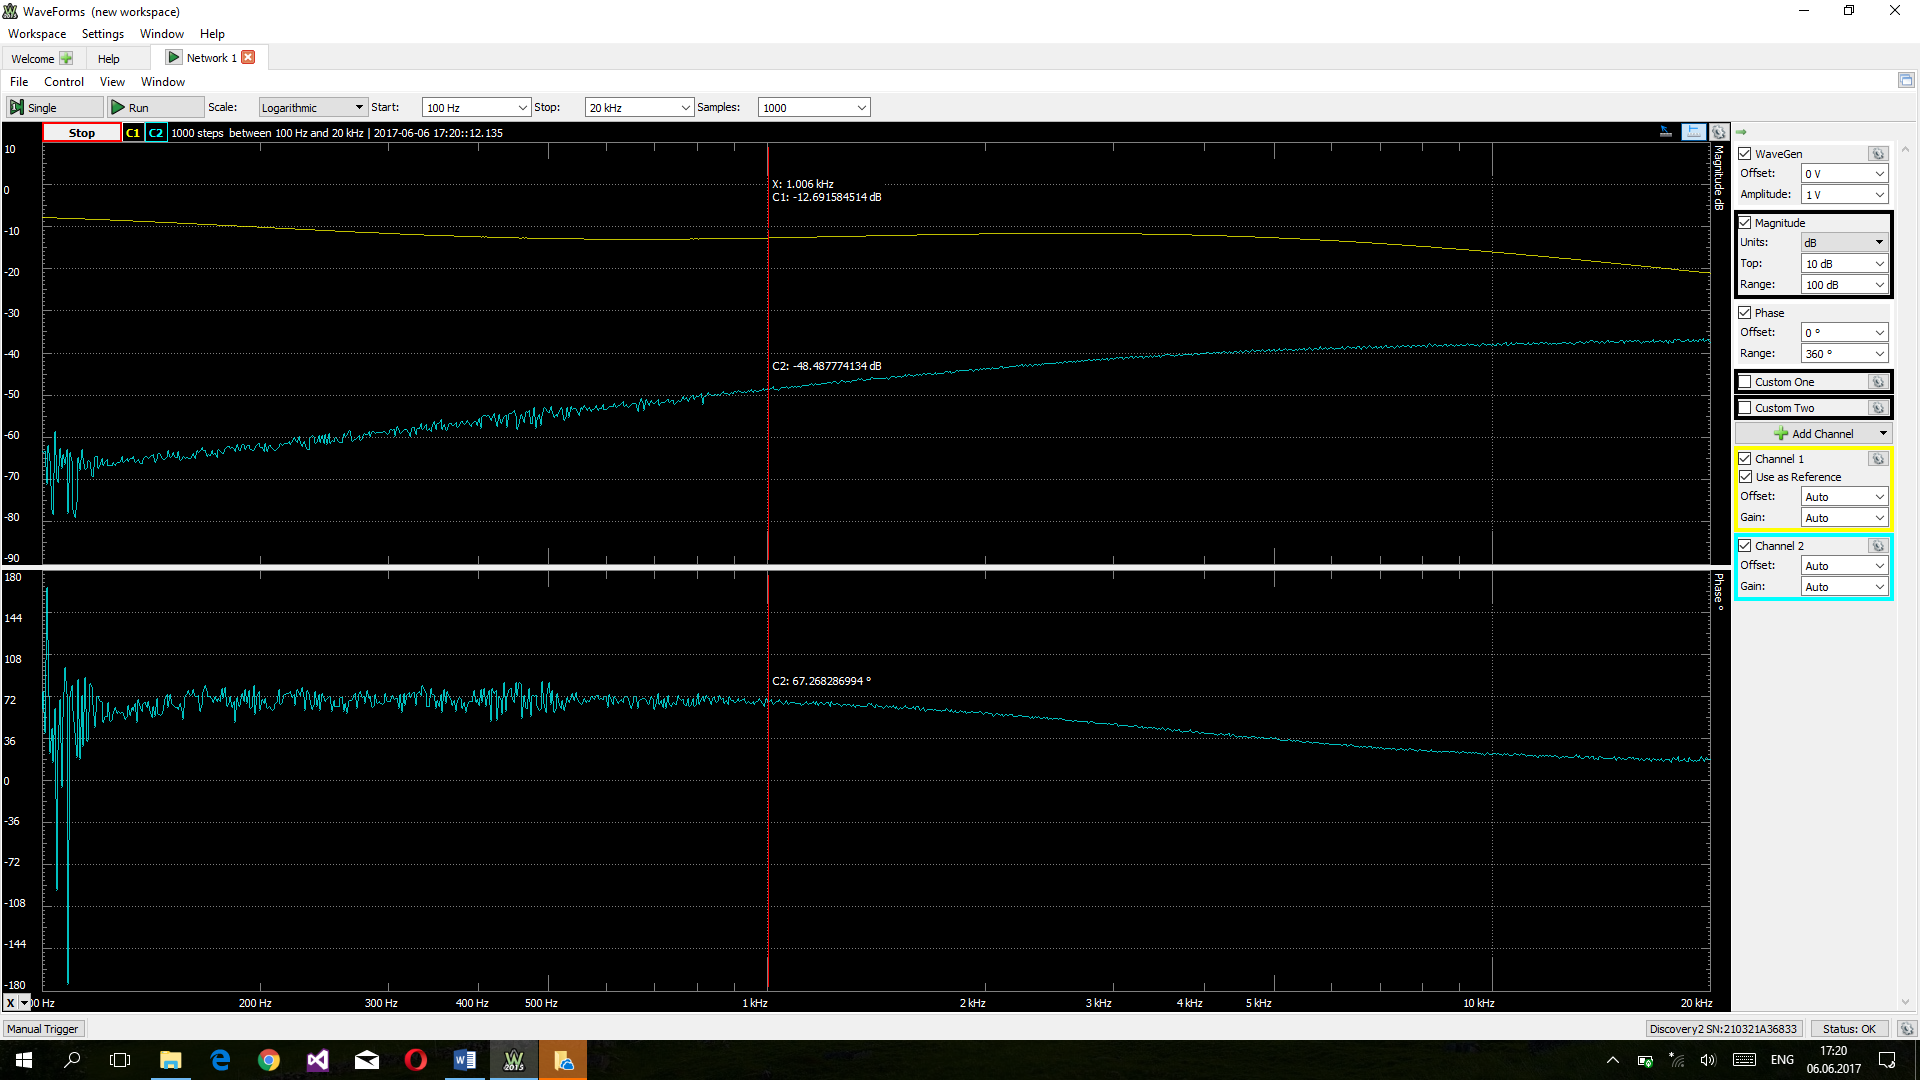 WaveForms (new workspace)
Workspace Settings Window Help
Welcome Help Network 1
File Control View Window
Single Run Scale: Logarithmic Start: 100 Hz Stop: 20 kHz Samples: 1000
Stop C1 C2 1000 steps between 100 Hz and 20 kHz | 2017-06-06 17:20::12.135
Magnitude dB
10
0
-10
-20
-30
-40
-50
-60
-70
-80
-90
X: 1.006 kHz
C1: -12.691584514 dB
C2: -48.487774134 dB
Phase °
180
144
108
72
36
0
-36
-72
-108
-144
-180
C2: 67.268286994 °
X 00 Hz 200 Hz 300 Hz 400 Hz 500 Hz 1 kHz 2 kHz 3 kHz 4 kHz 5 kHz 10 kHz 20 kHz
WaveGen
Offset: 0 V
Amplitude: 1 V
Magnitude
Units: dB
Top: 10 dB
Range: 100 dB
Phase
Offset: 0 °
Range: 360 °
Custom One
Custom Two
Add Channel
Channel 1
Use as Reference
Offset: Auto
Gain: Auto
Channel 2
Offset: Auto
Gain: Auto
Manual Trigger Discovery2 SN:210321A36833 Status: OK
W 2015
ENG 17:20
06.06.2017